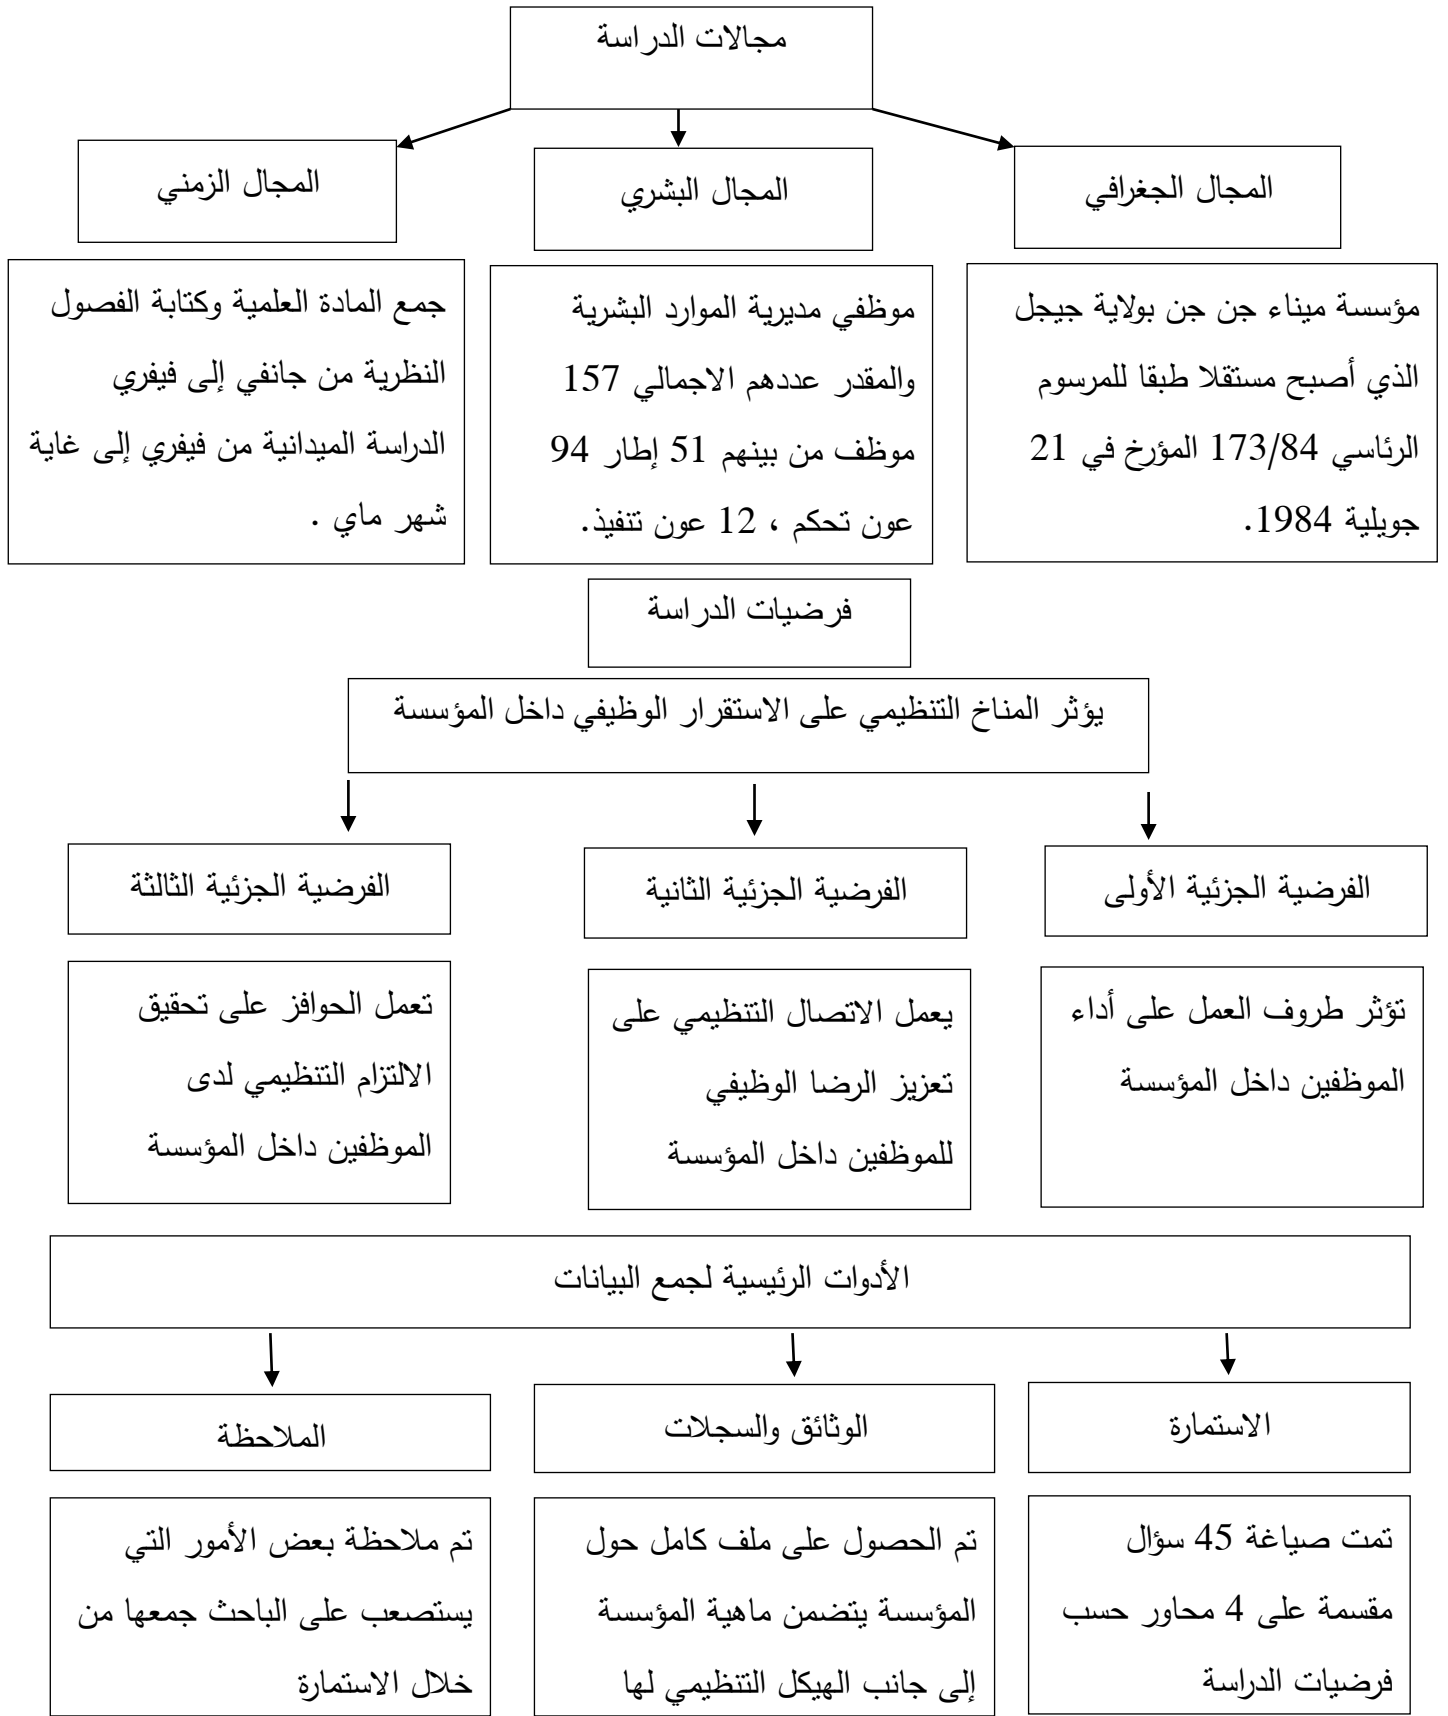 مجالات الدراسة
المجال الجغرافي
المجال البشري
المجال الزمني
مؤسسة ميناء جن جن بولاية جيجل
الذي أصبح مستقلا طبقا للمرسوم
الرئاسي 173/84 المؤرخ في 21
جويلية 1984.
موظفي مديرية الموارد البشرية
والمقدر عددهم الاجمالي 157
موظف من بينهم 51 إطار 94
عون تحكم ، 12 عون تنفيذ.
جمع المادة العلمية وكتابة الفصول
النظرية من جانفي إلى فيفري
الدراسة الميدانية من فيفري إلى غاية
شهر ماي .
فرضيات الدراسة
يؤثر المناخ التنظيمي على الاستقرار الوظيفي داخل المؤسسة
الفرضية الجزئية الأولى
الفرضية الجزئية الثانية
الفرضية الجزئية الثالثة
تؤثر طروف العمل على أداء
الموظفين داخل المؤسسة
يعمل الاتصال التنظيمي على
تعزيز الرضا الوظيفي
للموظفين داخل المؤسسة
تعمل الحوافز على تحقيق
الالتزام التنظيمي لدى
الموظفين داخل المؤسسة
الأدوات الرئيسية لجمع البيانات
الاستمارة
الوثائق والسجلات
الملاحظة
تمت صياغة 45 سؤال
مقسمة على 4 محاور حسب
فرضيات الدراسة
تم الحصول على ملف كامل حول
المؤسسة يتضمن ماهية المؤسسة
إلى جانب الهيكل التنظيمي لها
تم ملاحظة بعض الأمور التي
يستصعب على الباحث جمعها من
خلال الاستمارة